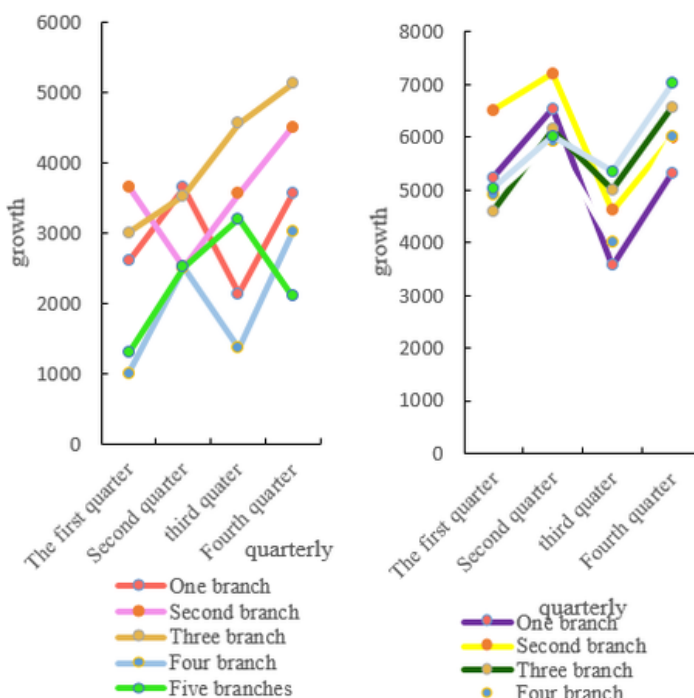 6000
5000
4000
3000
2000
1000
0
growth
The first quarter
Second quarter
third quater
Fourth quarter
quarterly
One branch
Second branch
Three branch
Four branch
Five branches
8000
7000
6000
5000
4000
3000
2000
1000
0
growth
The first quarter
Second quarter
third quater
Fourth quarter
quarterly
One branch
Second branch
Three branch
Four branch